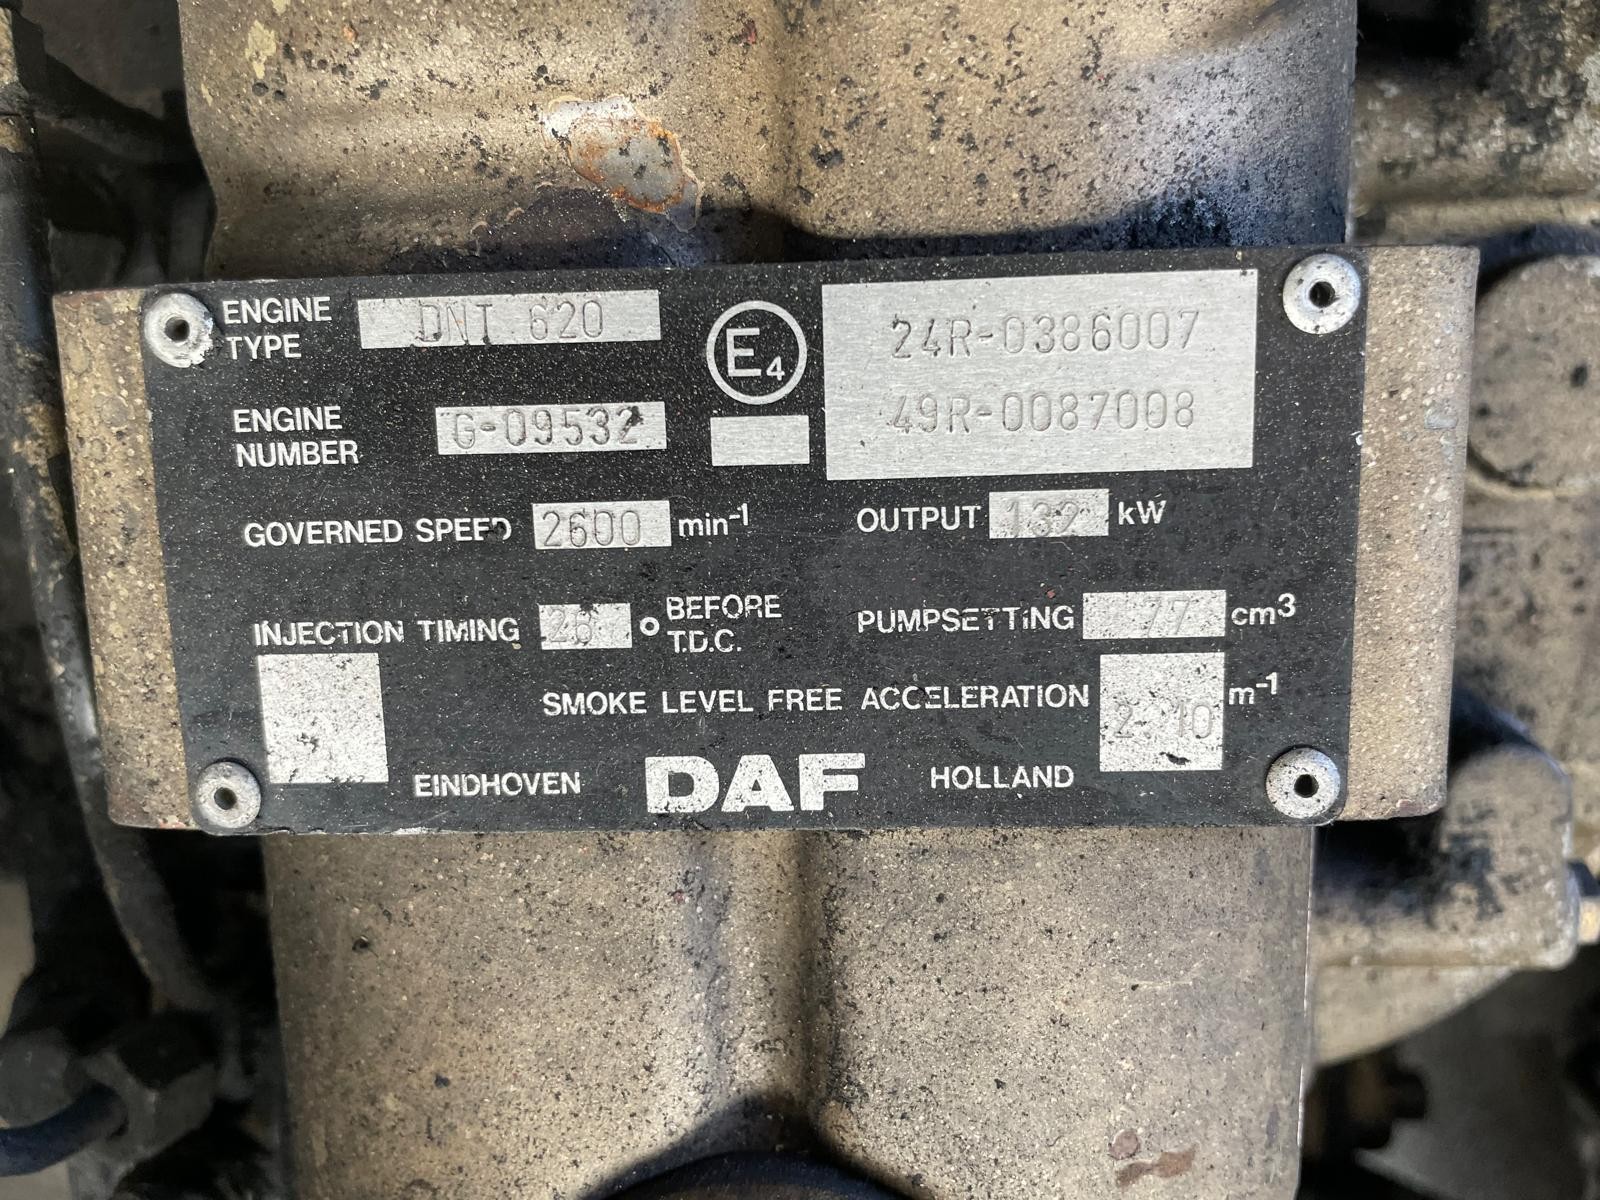 ENGINE TYPE DNT 620
E4
24R-0386007
49R-0087008
ENGINE NUMBER G-09532
GOVERNED SPEED 2600 min-1
OUTPUT 132 kW
INJECTION TIMING ° BEFORE T.D.C.
PUMPSETTING 77 cm3
SMOKE LEVEL FREE ACCELERATION 2.10 m-1
EINDHOVEN DAF HOLLAND